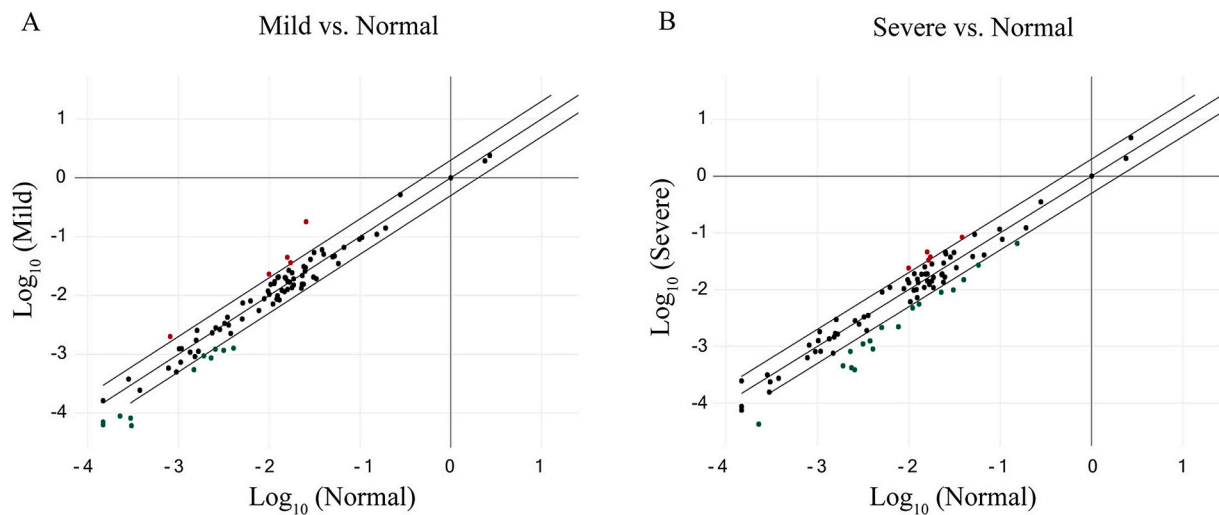 A
Mild vs. Normal
Log10 (Mild)
1
0
-1
-2
-3
-4
-4 -3 -2 -1 0 1
Log10 (Normal)
B
Severe vs. Normal
Log10 (Severe)
1
0
-1
-2
-3
-4
-4 -3 -2 -1 0 1
Log10 (Normal)